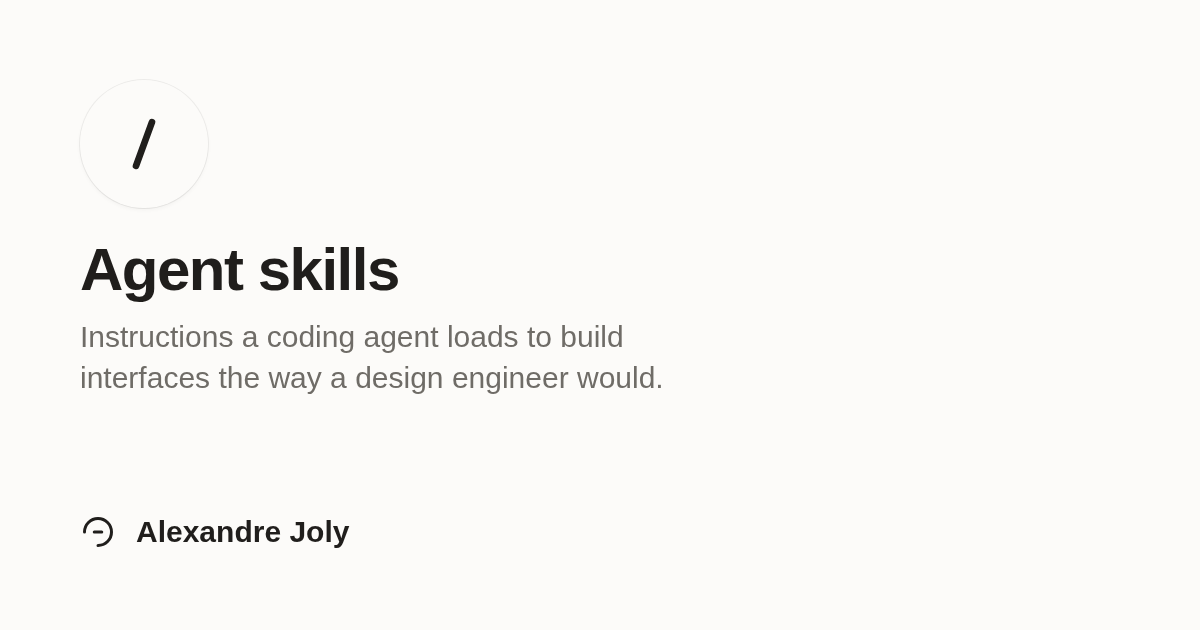 /
Agent skills
Instructions a coding agent loads to build
interfaces the way a design engineer would.
Alexandre Joly